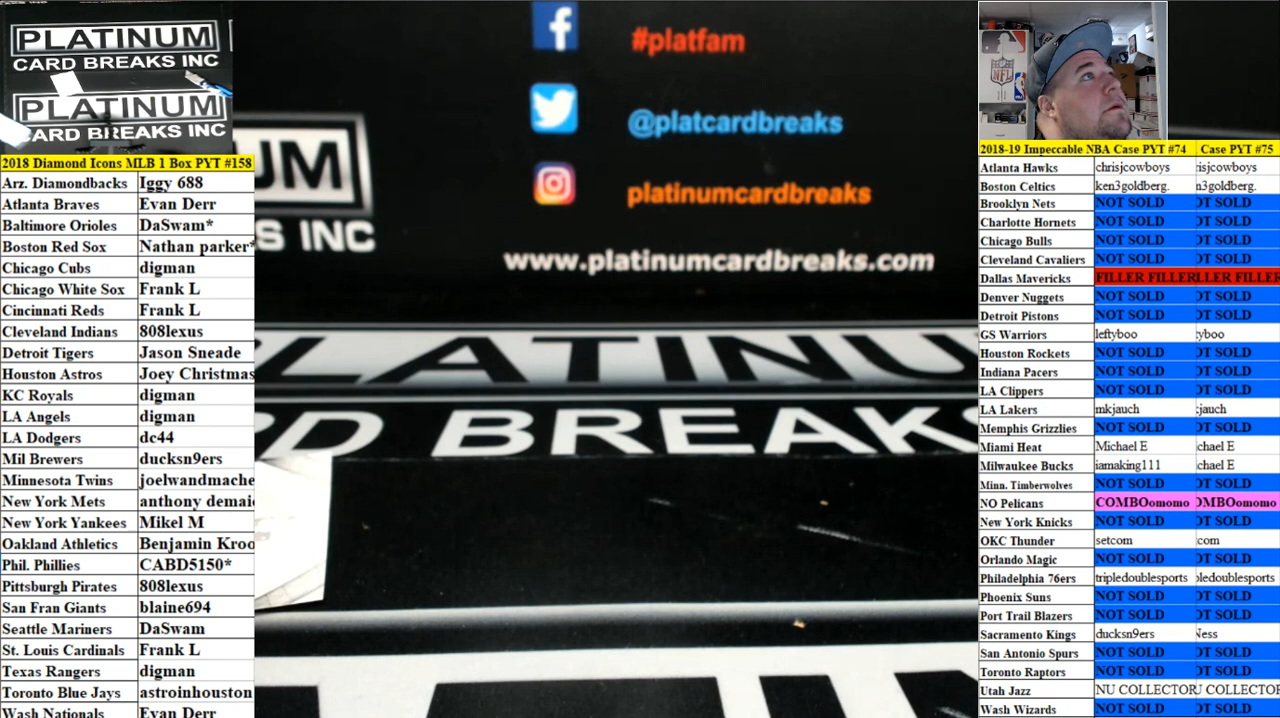 PLATINUM
CARD BREAKS INC
PLATINUM
CARD BREAKS INC
2018 Diamond Icons MLB 1 Box PYT #158
Arz. Diamondbacks Iggy 688
Atlanta Braves Evan Derr
Baltimore Orioles DaSwam*
Boston Red Sox Nathan parker*
Chicago Cubs digman
Chicago White Sox Frank L
Cincinnati Reds Frank L
Cleveland Indians 808lexus
Detroit Tigers Jason Sneade
Houston Astros Joey Christmas
KC Royals digman
LA Angels digman
LA Dodgers dc44
Mil Brewers ducksn9ers
Minnesota Twins joelwandmache
New York Mets anthony demaio
New York Yankees Mikel M
Oakland Athletics Benjamin Kroo
Phil. Phillies CABD5150*
Pittsburgh Pirates 808lexus
San Fran Giants blaine694
Seattle Mariners DaSwam
St. Louis Cardinals Frank L
Texas Rangers digman
Toronto Blue Jays astroinhouston
Wash Nationals Evan Derr
#platfam
@platcardbreaks
platinumcardbreaks
www.platinumcardbreaks.com
UM
S INC
LATINU
RD BREAKS
MLB
NFL
NBA
2018-19 Impeccable NBA Case PYT #74 Case PYT #75
Atlanta Hawks chrisjcowboys risjcowboys
Boston Celtics ken3goldberg. n3goldberg.
Brooklyn Nets NOT SOLD OT SOLD
Charlotte Hornets NOT SOLD OT SOLD
Chicago Bulls NOT SOLD OT SOLD
Cleveland Cavaliers NOT SOLD OT SOLD
Dallas Mavericks FILLER FILLER LLER FILLER
Denver Nuggets NOT SOLD OT SOLD
Detroit Pistons NOT SOLD OT SOLD
GS Warriors leftyboo yboo
Houston Rockets NOT SOLD OT SOLD
Indiana Pacers NOT SOLD OT SOLD
LA Clippers NOT SOLD OT SOLD
LA Lakers mkjauch jauch
Memphis Grizzlies NOT SOLD OT SOLD
Miami Heat Michael E chael E
Milwaukee Bucks iamaking111 chael E
Minn. Timberwolves NOT SOLD OT SOLD
NO Pelicans COMBOomomo OMBOomomo
New York Knicks NOT SOLD OT SOLD
OKC Thunder setcom com
Orlando Magic NOT SOLD OT SOLD
Philadelphia 76ers tripledoublesports bledoublesports
Phoenix Suns NOT SOLD OT SOLD
Port Trail Blazers NOT SOLD OT SOLD
Sacramento Kings ducksn9ers Ness
San Antonio Spurs NOT SOLD OT SOLD
Toronto Raptors NOT SOLD OT SOLD
Utah Jazz NU COLLECTOR U COLLECTOR
Wash Wizards NOT SOLD OT SOLD